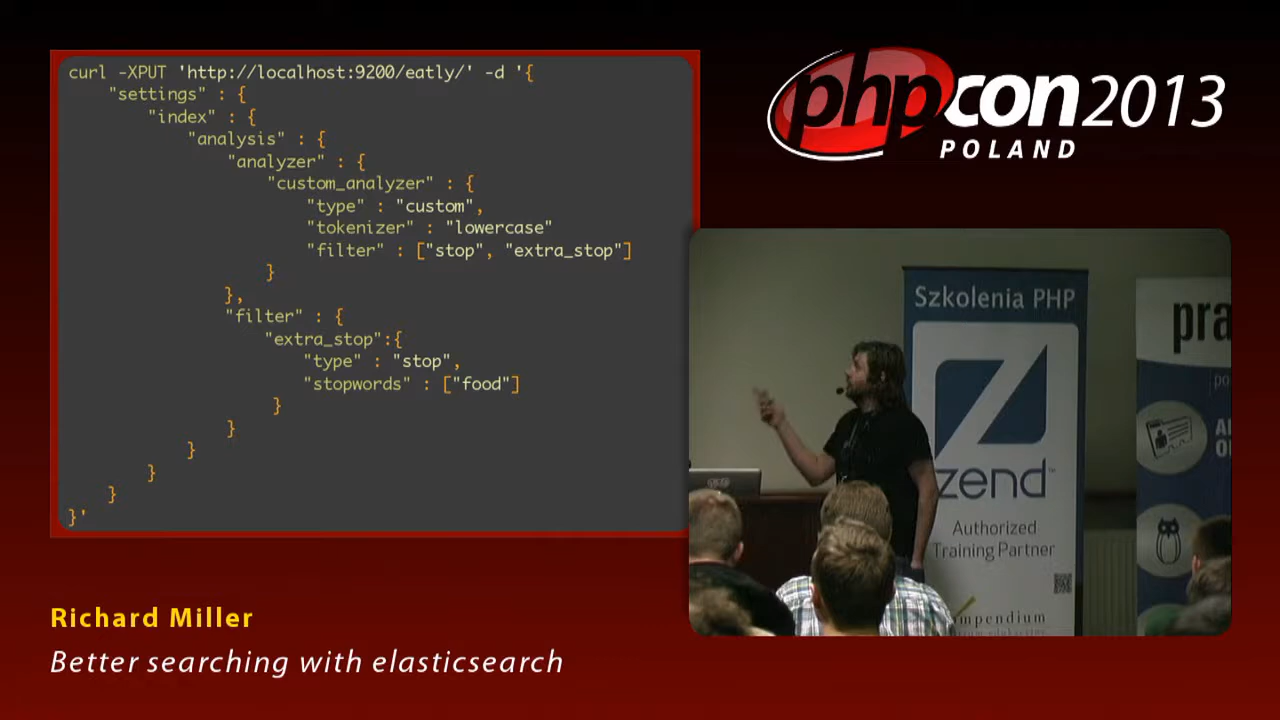 curl -XPUT 'http://localhost:9200/eatly/' -d '{
"settings" : {
"index" : {
"analysis" : {
"analyzer" : {
"custom_analyzer" : {
"type" : "custom",
"tokenizer" : "lowercase"
"filter" : ["stop", "extra_stop"]
}
},
"filter" : {
"extra_stop":{
"type" : "stop",
"stopwords" : ["food"]
}
}
}
}
}
}'
phpcon2013
POLAND
Szkolenia PHP
zend™
Authorized
Training Partner
Richard Miller
Better searching with elasticsearch